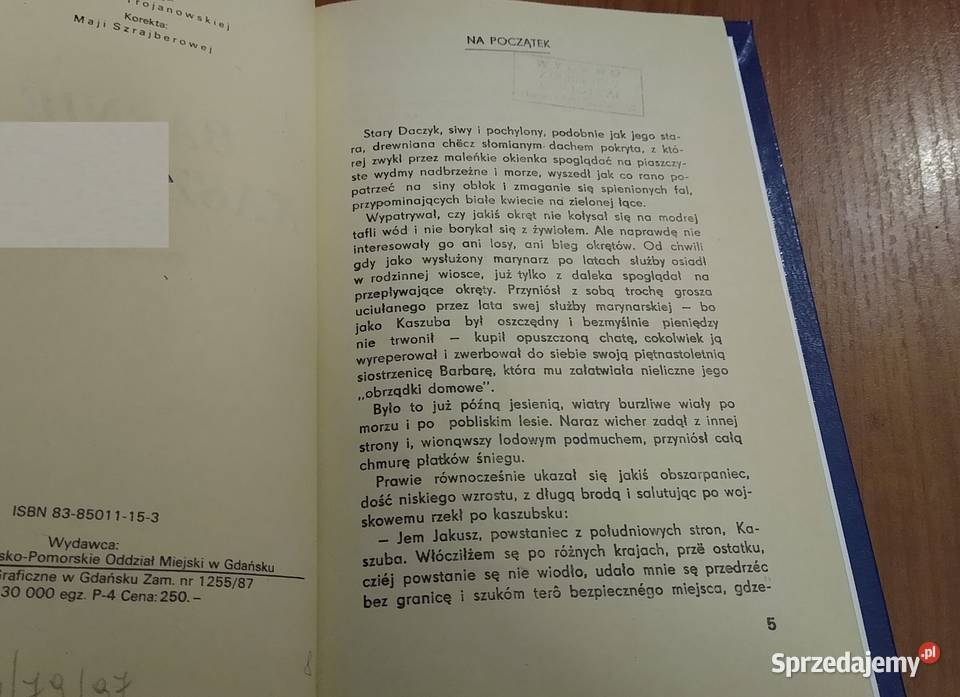 Trojanowskiej
Korekta:
Maji Szrajberowej
ISBN 83-85011-15-3
Wydawca:
sko-Pomorskie Oddział Miejski w Gdańsku
Graficzne w Gdańsku Zam. nr 1255/87
30 000 egz. P-4 Cena: 250.–
NA POCZĄTEK
Stary Daczyk, siwy i pochylony, podobnie jak jego sta-
ra, drewniana chëcz słomianym dachem pokryta, z któ-
rej zwykł przez maleńkie okienka spoglądać na piaszczy-
ste wydmy nadbrzeżne i morze, wyszedł jak co rano po-
patrzeć na siny obłok i zmaganie się spienionych fal,
przypominających białe kwiecie na zielonej łące.
Wypatrywał, czy jakiś okręt nie kołysał się na modrej
tafli wód i nie borykał się z żywiołem. Ale naprawdę nie
interesowały go ani losy, ani bieg okrętów. Od chwili
gdy jako wysłużony marynarz po latach służby osiadł
w rodzinnej wiosce, już tylko z daleka spoglądał na
przepływające okręty. Przyniósł z sobą trochę grosza
uciułanego przez lata swej służby marynarskiej — bo
jako Kaszuba był oszczędny i bezmyślnie pieniędzy
nie trwonił — kupił opuszczoną chatę, cokolwiek ją
wyreperował i zwerbował do siebie swoją piętnastoletnią
siostrzenicę Barbarę, która mu załatwiała nieliczne jego
„obrządki domowe".
Było to już późną jesienią, wiatry burzliwe wiały po
morzu i po pobliskim lesie. Naraz wicher zadął z innej
strony i, wionąwszy lodowym podmuchem, przyniósł całą
chmurę płatków śniegu.
Prawie równocześnie ukazał się jakiś obszarpaniec,
dość niskiego wzrostu, z długą brodą i salutując po woj-
skowemu rzekł po kaszubsku:
— Jem Jakusz, powstaniec z południowych stron, Ka-
szuba. Włócziłżem sę po różnych krajach, przë ostatku,
cziéj powstanie sę nie wiodło, udało mnie sę przedrzéc
bez granicę i szukóm terô bezpiecznégo miejsca, gdze-
5
8
/79/97
Sprzedajemy.pl